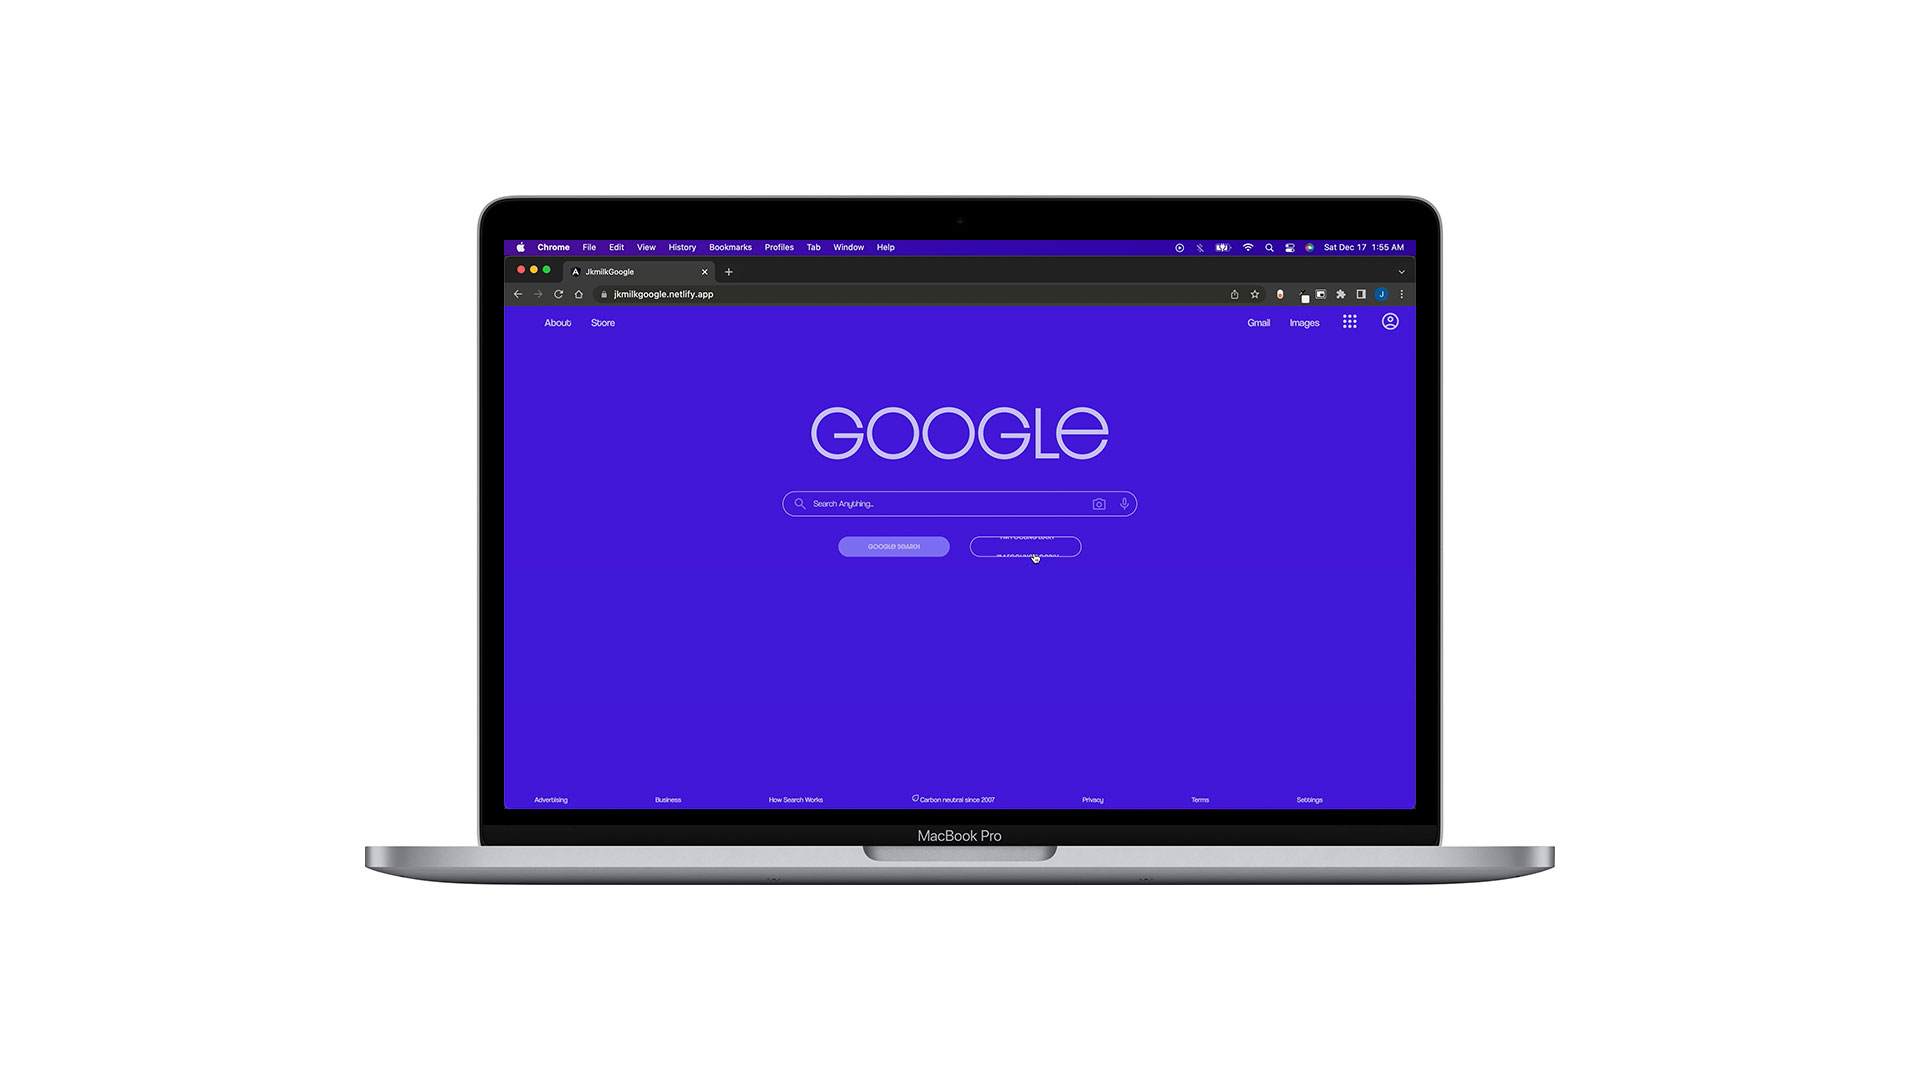 Chrome File Edit View History Bookmarks Profiles Tab Window Help Sat Dec 17 1:55 AM
A JkmilkGoogle
jkmilkgoogle.netlify.app J
About Store Gmail Images
GOOGLe
Search Anything...
GOOGLe SeARCH
Advertising Business How Search Works Carbon neutral since 2007 Privacy Terms Settings
MacBook Pro